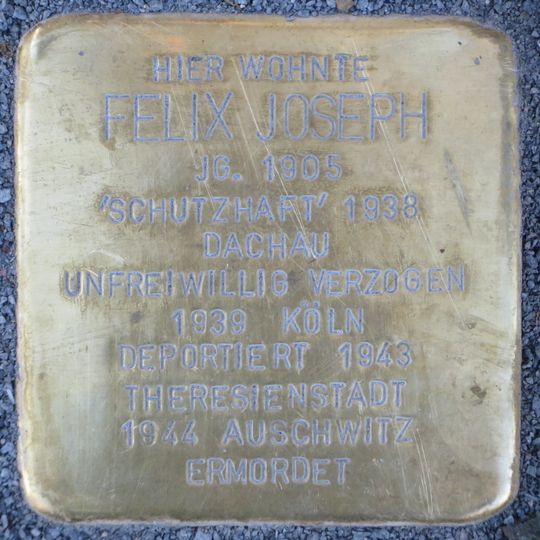 HIER WOHNTE
FELIX JOSEPH
JG. 1905
'SCHUTZHAFT' 1938
DACHAU
UNFREIWILLIG VERZOGEN
1939 KÖLN
DEPORTIERT 1943
THERESIENSTADT
1944 AUSCHWITZ
ERMORDET